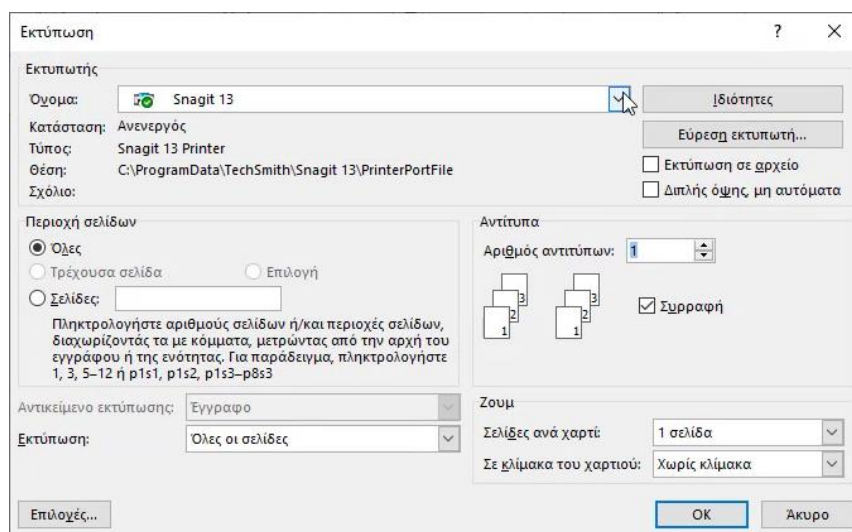 Εκτύπωση
Εκτυπωτής
Όνομα: Snagit 13
Ιδιότητες
Κατάσταση: Ανενεργός
Τύπος: Snagit 13 Printer
Εύρεση εκτυπωτή...
Θέση: C:\ProgramData\TechSmith\Snagit 13\PrinterPortFile
Εκτύπωση σε αρχείο
Σχόλιο:
Διπλής όψης, μη αυτόματα
Περιοχή σελίδων
Όλες
Τρέχουσα σελίδα Επιλογή
Σελίδες:
Πληκτρολογήστε αριθμούς σελίδων ή/και περιοχές σελίδων,
διαχωρίζοντάς τα με κόμματα, μετρώντας από την αρχή του
εγγράφου ή της ενότητας. Για παράδειγμα, πληκτρολογήστε
1, 3, 5–12 ή p1s1, p1s2, p1s3–p8s3
Αντίτυπα
Αριθμός αντιτύπων: 1
3 3
2 2
1 1
Συρραφή
Αντικείμενο εκτύπωσης: Έγγραφο
Εκτύπωση: Όλες οι σελίδες
Ζουμ
Σελίδες ανά χαρτί: 1 σελίδα
Σε κλίμακα του χαρτιού: Χωρίς κλίμακα
Επιλογές...
OK
Άκυρο